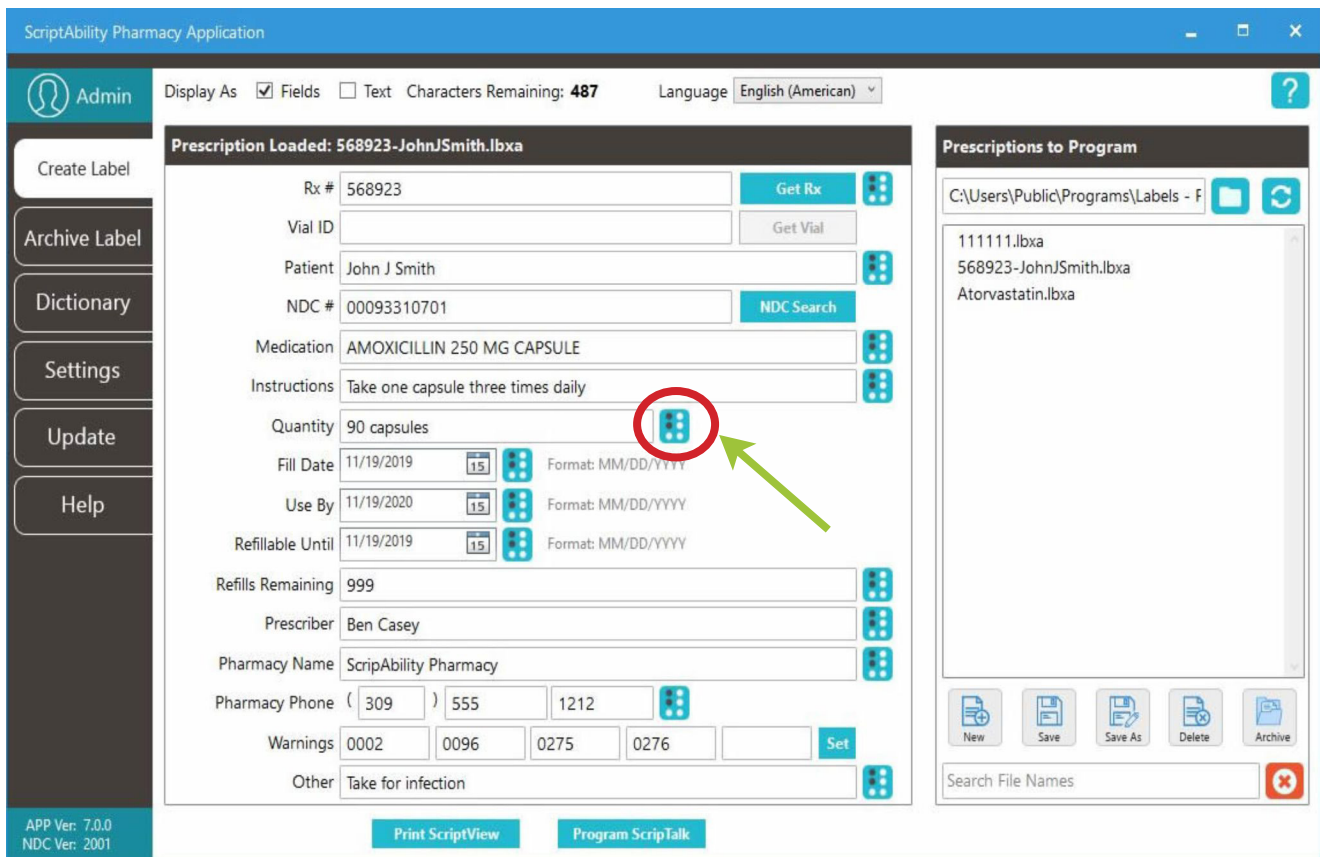 ScriptAbility Pharmacy Application
Admin
Display As Fields Text Characters Remaining: 487 Language English (American)
?
Create Label
Archive Label
Dictionary
Settings
Update
Help
APP Ver: 7.0.0
NDC Ver: 2001
Prescription Loaded: 568923-JohnJSmith.lbxa
Rx # 568923 Get Rx
Vial ID Get Vial
Patient John J Smith
NDC # 00093310701 NDC Search
Medication AMOXICILLIN 250 MG CAPSULE
Instructions Take one capsule three times daily
Quantity 90 capsules
Fill Date 11/19/2019 15 Format: MM/DD/YYYY
Use By 11/19/2020 15 Format: MM/DD/YYYY
Refillable Until 11/19/2019 15 Format: MM/DD/YYYY
Refills Remaining 999
Prescriber Ben Casey
Pharmacy Name ScripAbility Pharmacy
Pharmacy Phone ( 309 ) 555 1212
Warnings 0002 0096 0275 0276 Set
Other Take for infection
Print ScriptView Program ScripTalk
Prescriptions to Program
C:\Users\Public\Programs\Labels - F
111111.lbxa
568923-JohnJSmith.lbxa
Atorvastatin.lbxa
New Save Save As Delete Archive
Search File Names